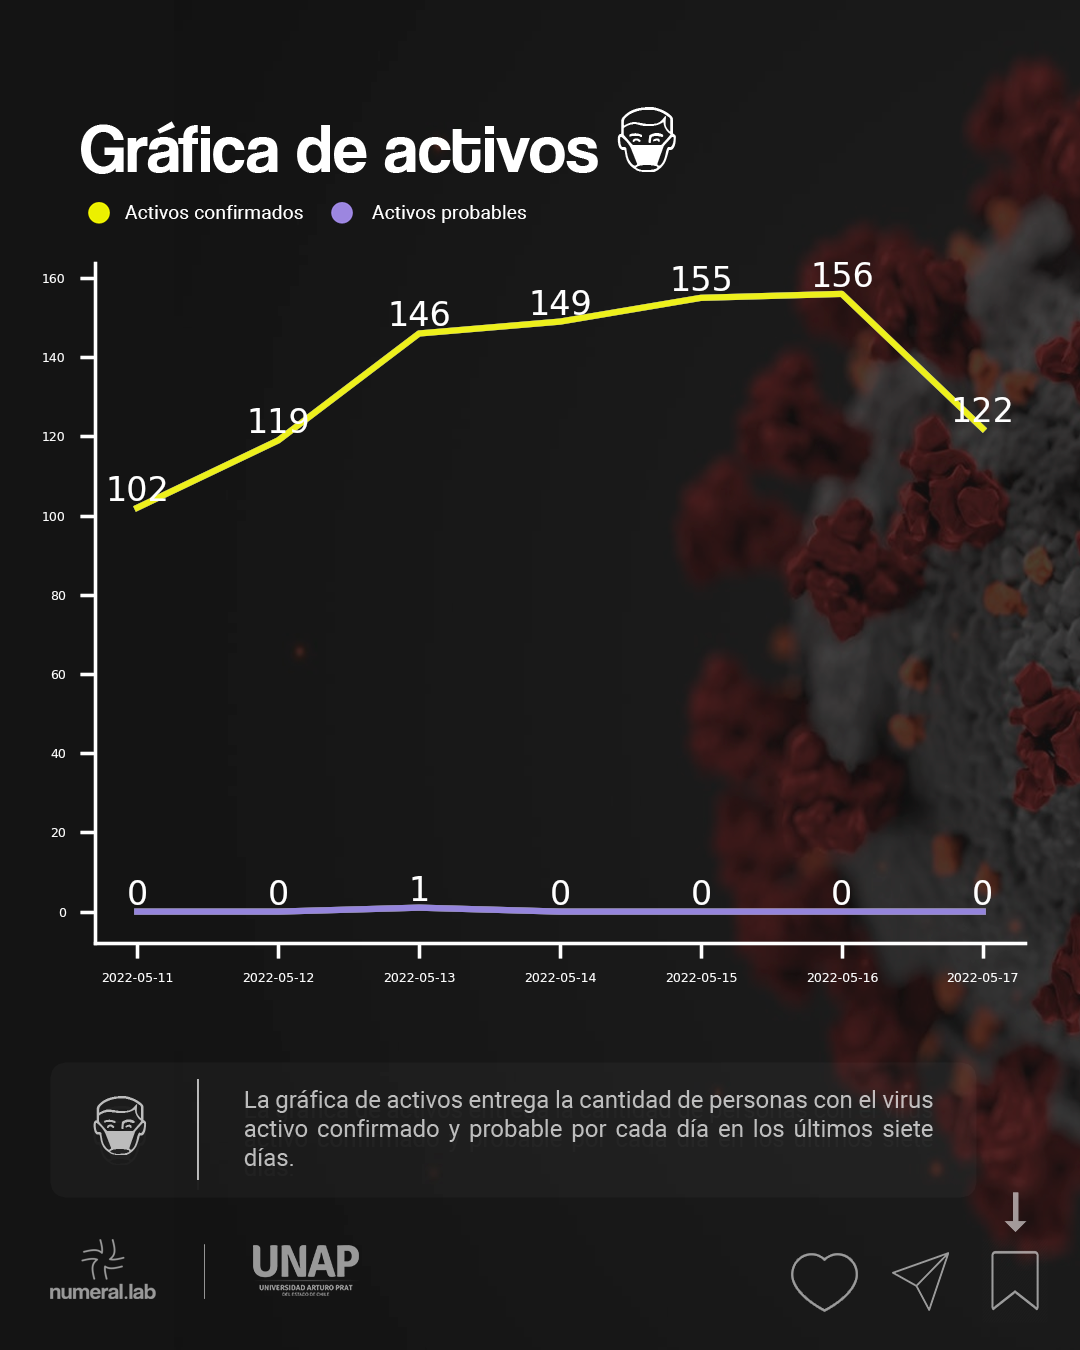 Gráfica de activos
Activos confirmados Activos probables
160
140
120
100
80
60
40
20
0
102 119 146 149 155 156 122
0 0 1 0 0 0 0
2022-05-11 2022-05-12 2022-05-13 2022-05-14 2022-05-15 2022-05-16 2022-05-17
La gráfica de activos entrega la cantidad de personas con el virus
activo confirmado y probable por cada día en los últimos siete
días.
numeral.lab
UNAP
UNIVERSIDAD ARTURO PRAT
DEL ESTADO DE CHILE